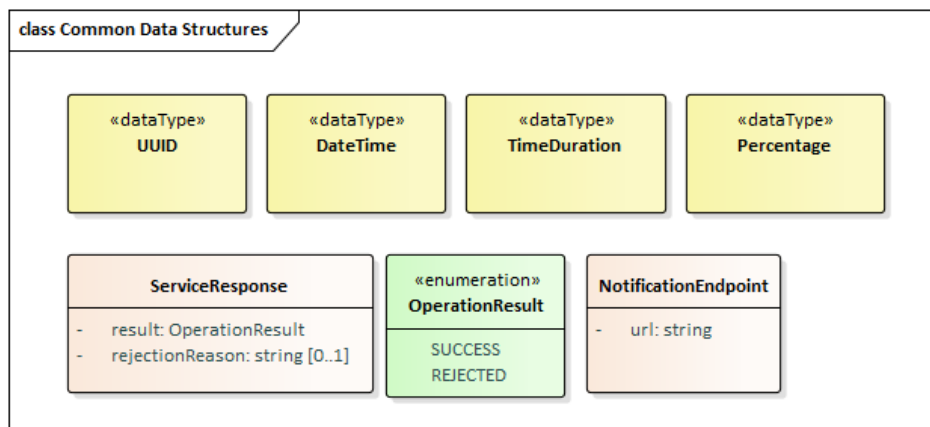 class Common Data Structures
«dataType»
UUID
«dataType»
DateTime
«dataType»
TimeDuration
«dataType»
Percentage
ServiceResponse
- result: OperationResult
- rejectionReason: string [0..1]
«enumeration»
OperationResult
SUCCESS
REJECTED
NotificationEndpoint
- url: string